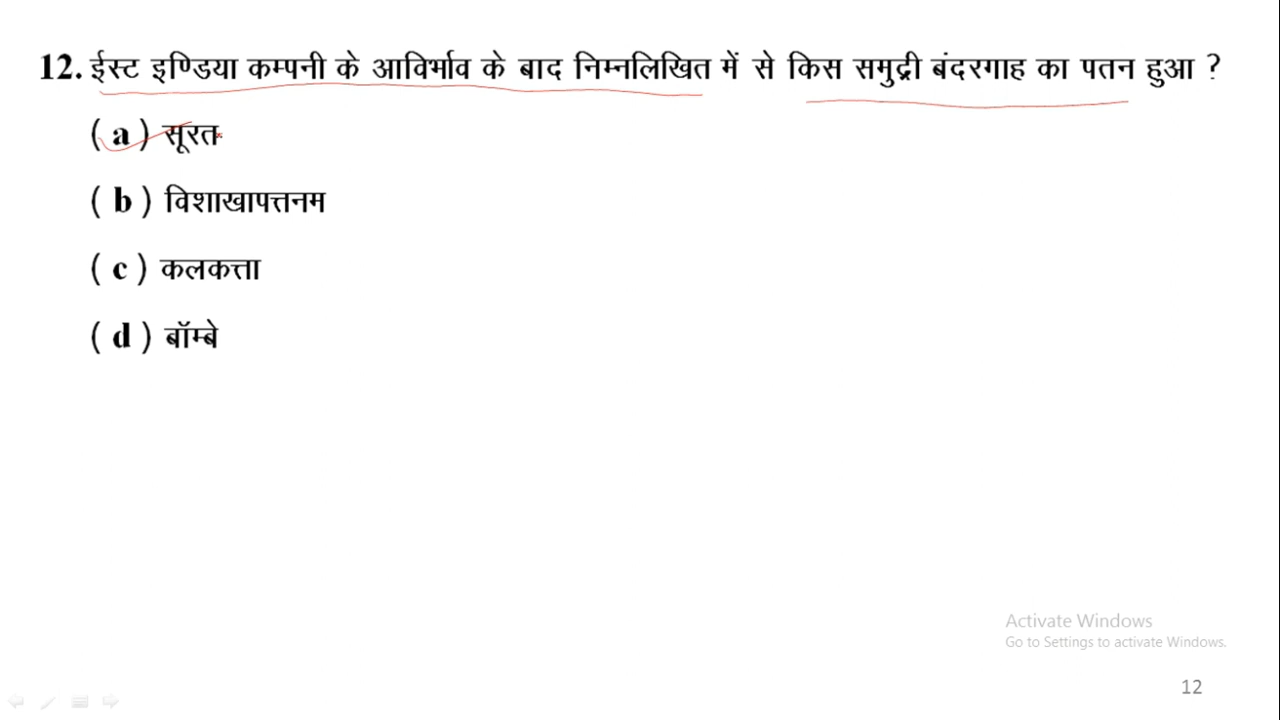 12. ईस्ट इण्डिया कम्पनी के आविर्भाव के बाद निम्नलिखित में से किस समुद्री बंदरगाह का पतन हुआ ?
( a ) सूरत
( b ) विशाखापत्तनम
( c ) कलकत्ता
( d ) बॉम्बे
Activate Windows
Go to Settings to activate Windows.
12